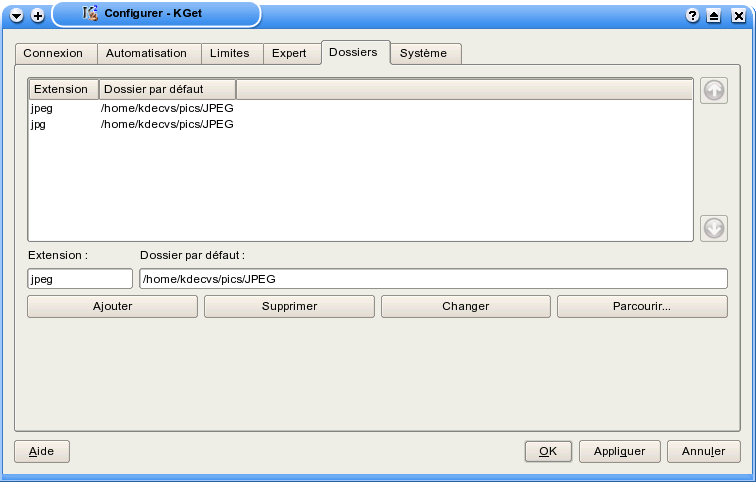 Configurer - KGet
Connexion Automatisation Limites Expert Dossiers Système
Extension Dossier par défaut
jpeg /home/kdecvs/pics/JPEG
jpg /home/kdecvs/pics/JPEG
Extension : Dossier par défaut :
jpeg /home/kdecvs/pics/JPEG
Ajouter Supprimer Changer Parcourir...
Aide OK Appliquer Annuler